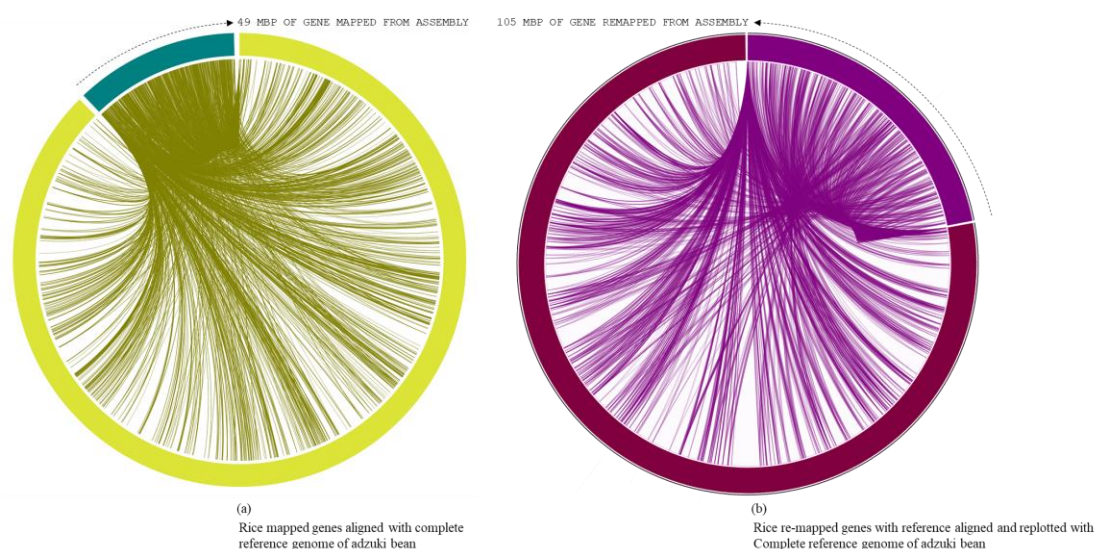 49 MBP OF GENE MAPPED FROM ASSEMBLY
105 MBP OF GENE REMAPPED FROM ASSEMBLY
(a)
Rice mapped genes aligned with complete
reference genome of adzuki bean
(b)
Rice re-mapped genes with reference aligned and replotted with
Complete reference genome of adzuki bean